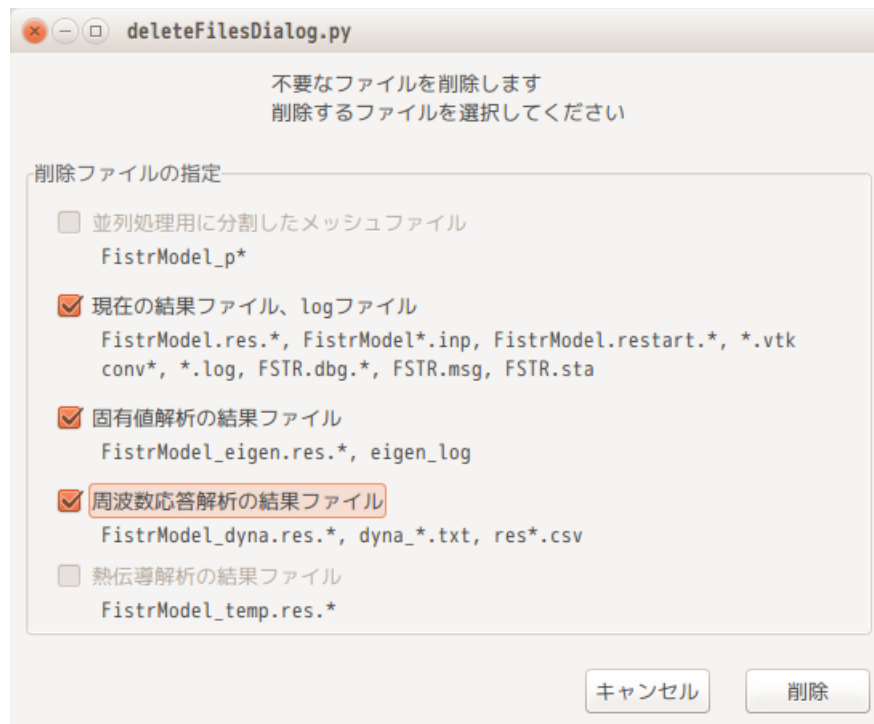 deleteFilesDialog.py
不要なファイルを削除します
削除するファイルを選択してください
削除ファイルの指定
並列処理用に分割したメッシュファイル
FistrModel_p*
現在の結果ファイル、logファイル
FistrModel.res.*, FistrModel*.inp, FistrModel.restart.*, *.vtk
conv*, *.log, FSTR.dbg.*, FSTR.msg, FSTR.sta
固有値解析の結果ファイル
FistrModel_eigen.res.*, eigen_log
周波数応答解析の結果ファイル
FistrModel_dyna.res.*, dyna_*.txt, res*.csv
熱伝導解析の結果ファイル
FistrModel_temp.res.*
キャンセル
削除